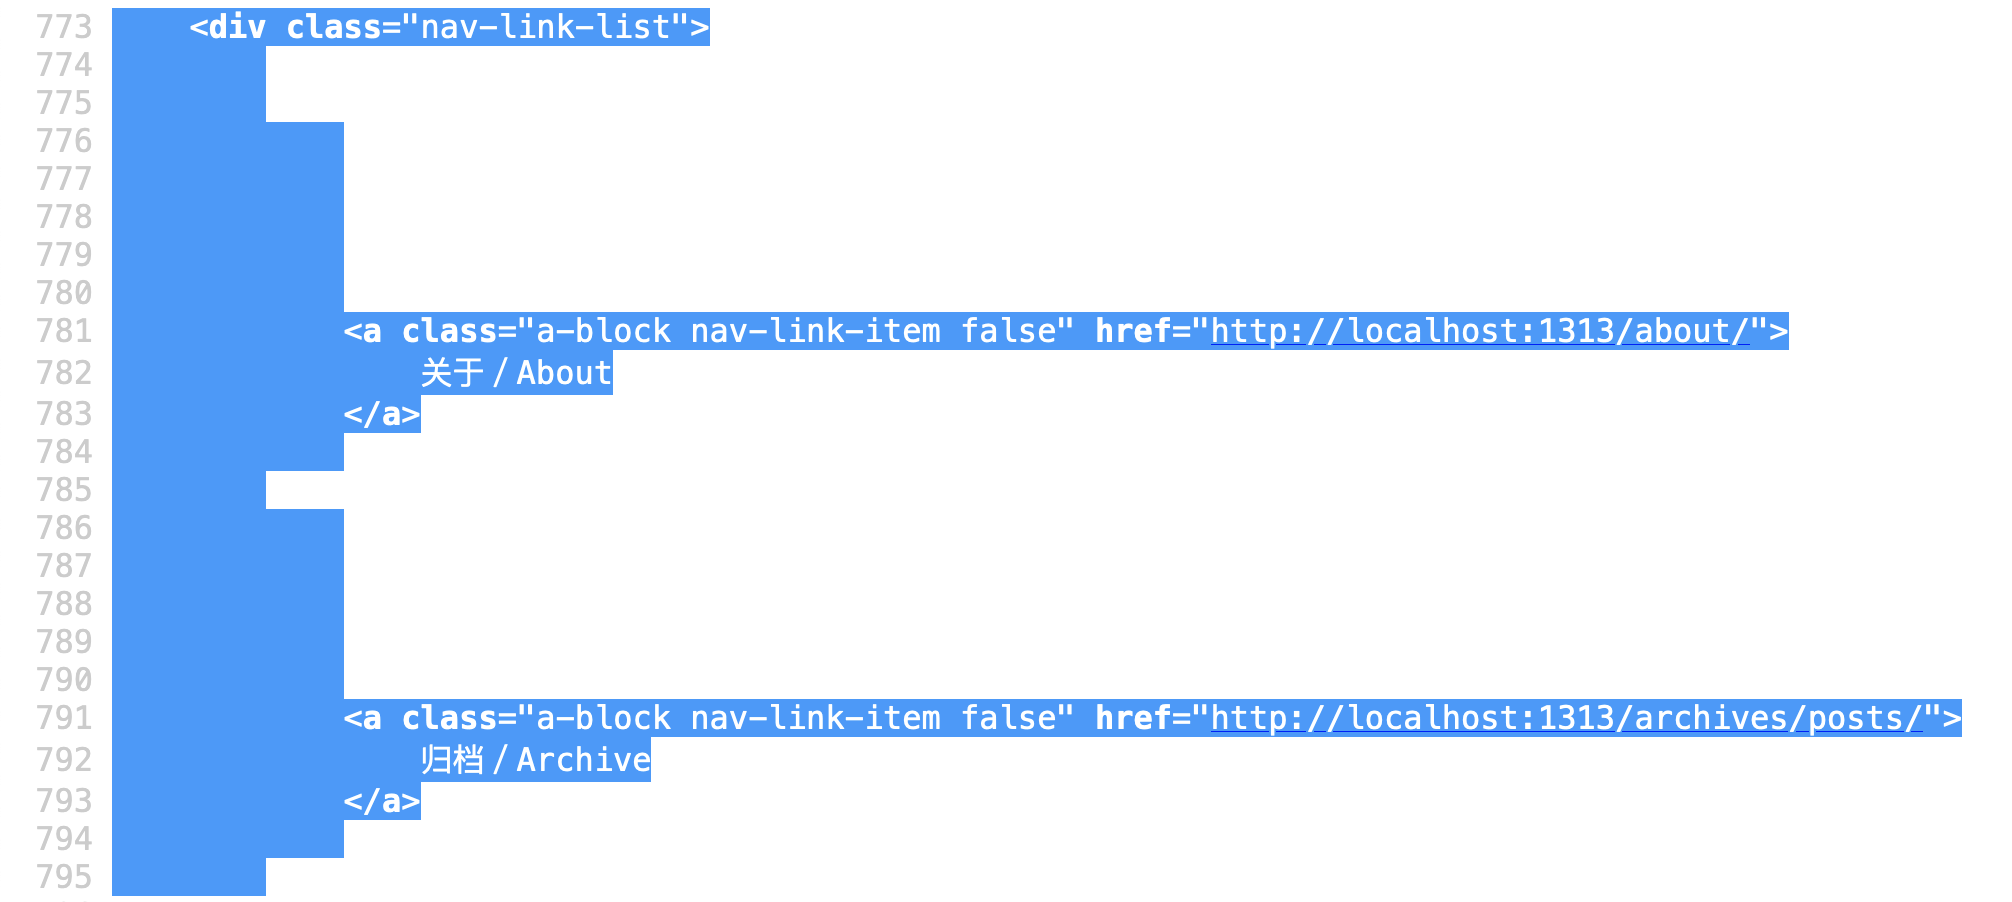 773     <div class="nav-link-list">
774
775
776
777
778
779
780
781             <a class="a-block nav-link-item false" href="http://localhost:1313/about/">
782                 关于 / About
783             </a>
784
785
786
787
788
789
790
791             <a class="a-block nav-link-item false" href="http://localhost:1313/archives/posts/">
792                 归档 / Archive
793             </a>
794
795